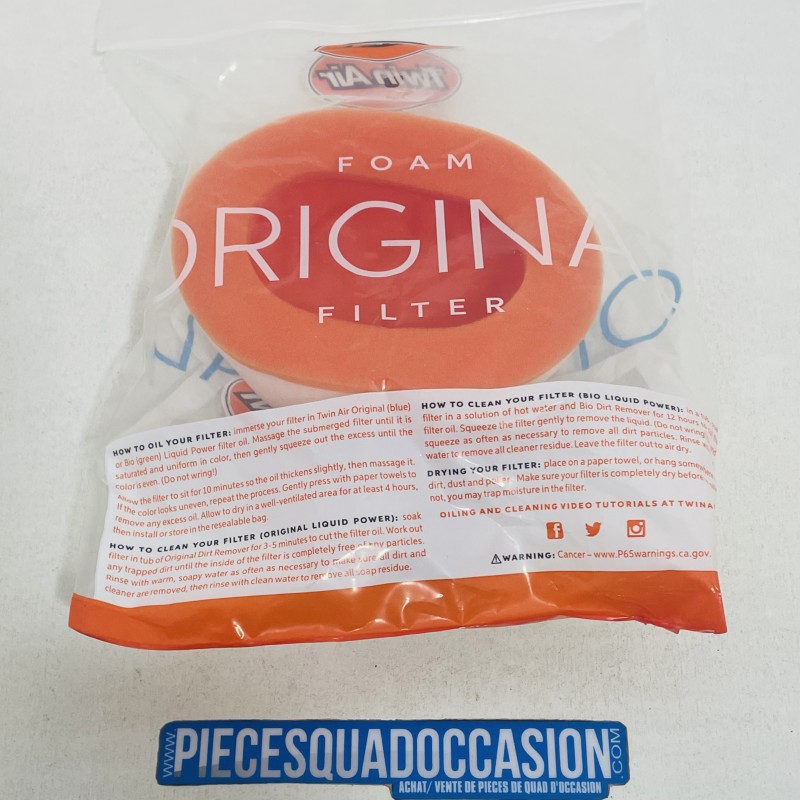 Twin Air
FOAM
ORIGINA
FILTER
HOW TO OIL YOUR FILTER: immerse your filter in Twin Air Original (blue)
or Bio (green) Liquid Power filter oil. Massage the submerged filter until it is
saturated and uniform in color, then gently squeeze out the excess until the
color is even. (Do not wring!)
the filter to sit for 10 minutes so the oil thickens slightly, then massage it.
If the color looks uneven, repeat the process. Gently press with paper towels to
remove any excess oil. Allow to dry in a well-ventilated area for at least 4 hours,
then install or store in the resealable bag.
HOW TO CLEAN YOUR FILTER (ORIGINAL LIQUID POWER): soak
filter in tub of Original Dirt Remover for 3-5 minutes to cut the filter oil. Work out
any trapped dirt until the inside of the filter is completely free of any particles.
Rinse with warm, soapy water as often as necessary to make sure all dirt and
cleaner are removed, then rinse with clean water to remove all soap residue.
HOW TO CLEAN YOUR FILTER (BIO LIQUID POWER): in a
filter in a solution of hot water and Bio Dirt Remover for 12 hours to
filter oil. Squeeze the filter gently to remove the liquid. (Do not wring)
squeeze as often as necessary to remove all dirt particles. Rinse
water to remove all cleaner residue. Leave the filter out to air dry.
DRYING YOUR FILTER: place on a paper towel, or hang somewhere
dirt, dust and Make sure your filter is completely dry before
not, you may trap moisture in the filter.
OILING AND CLEANING VIDEO TUTORIALS AT TWINA
⚠WARNING: Cancer – www.P65warnings.ca.gov.
WWW.PIECESQUADOCCASION.COM
ACHAT/ VENTE DE PIECES DE QUAD D'OCCASION